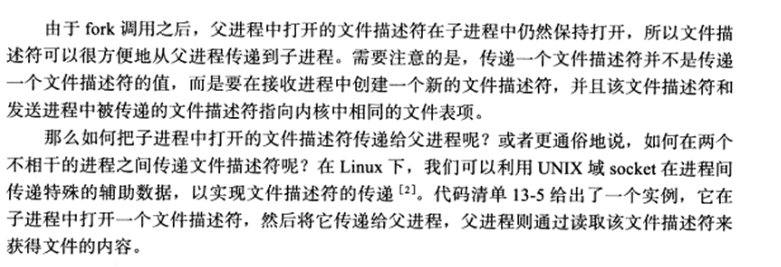 由于 fork 调用之后，父进程中打开的文件描述符在子进程中仍然保持打开，所以文件描
述符可以很方便地从父进程传递到子进程。需要注意的是，传递一个文件描述符并不是传递
一个文件描述符的值，而是要在接收进程中创建一个新的文件描述符，并且该文件描述符和
发送进程中被传递的文件描述符指向内核中相同的文件表项。
那么如何把子进程中打开的文件描述符传递给父进程呢？或者更通俗地说，如何在两个
不相干的进程之间传递文件描述符呢？在 Linux 下，我们可以利用 UNIX 域 socket 在进程间
传递特殊的辅助数据，以实现文件描述符的传递 [2]。代码清单 13-5 给出了一个实例，它在
子进程中打开一个文件描述符，然后将它传递给父进程，父进程则通过读取该文件描述符来
获得文件的内容。